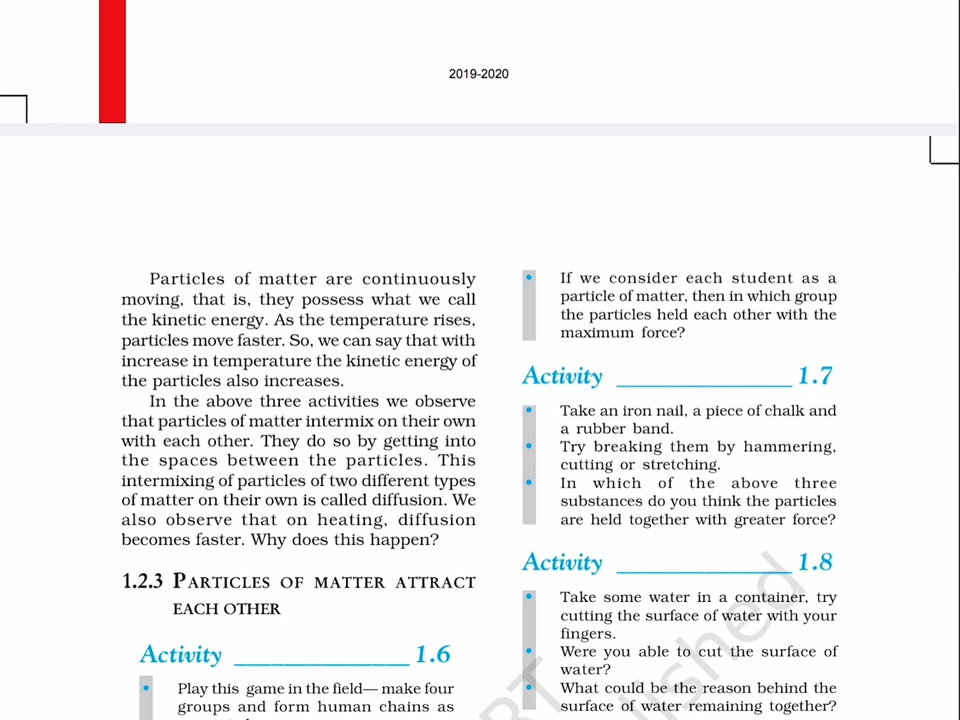 2019-2020
Particles of matter are continuously
moving, that is, they possess what we call
the kinetic energy. As the temperature rises,
particles move faster. So, we can say that with
increase in temperature the kinetic energy of
the particles also increases.
In the above three activities we observe
that particles of matter intermix on their own
with each other. They do so by getting into
the spaces between the particles. This
intermixing of particles of two different types
of matter on their own is called diffusion. We
also observe that on heating, diffusion
becomes faster. Why does this happen?
1.2.3 PARTICLES OF MATTER ATTRACT
EACH OTHER
Activity ______________ 1.6
• Play this game in the field— make four
groups and form human chains as
• If we consider each student as a
particle of matter, then in which group
the particles held each other with the
maximum force?
Activity ______________ 1.7
• Take an iron nail, a piece of chalk and
a rubber band.
• Try breaking them by hammering,
cutting or stretching.
• In which of the above three
substances do you think the particles
are held together with greater force?
Activity ______________ 1.8
• Take some water in a container, try
cutting the surface of water with your
fingers.
• Were you able to cut the surface of
water?
• What could be the reason behind the
surface of water remaining together?